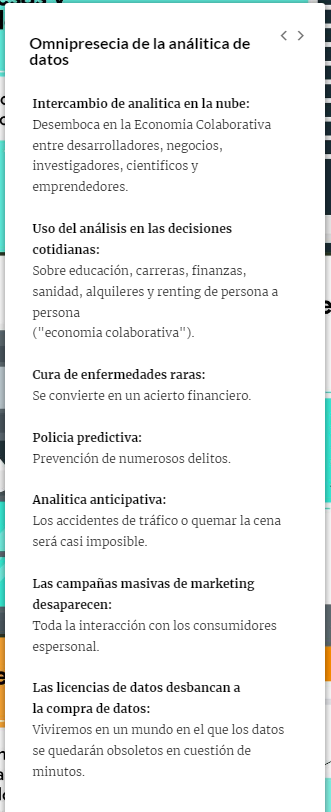 Omnipresecia de la análitica de
datos
Intercambio de analitica en la nube:
Desemboca en la Economia Colaborativa
entre desarrolladores, negocios,
investigadores, cientificos y
emprendedores.
Uso del análisis en las decisiones
cotidianas:
Sobre educación, carreras, finanzas,
sanidad, alquileres y renting de persona a
persona
("economia colaborativa").
Cura de enfermedades raras:
Se convierte en un acierto financiero.
Policia predictiva:
Prevención de numerosos delitos.
Analitica anticipativa:
Los accidentes de tráfico o quemar la cena
será casi imposible.
Las campañas masivas de marketing
desaparecen:
Toda la interacción con los consumidores
espersonal.
Las licencias de datos desbancan a
la compra de datos:
Viviremos en un mundo en el que los datos
se quedarán obsoletos en cuestión de
minutos.